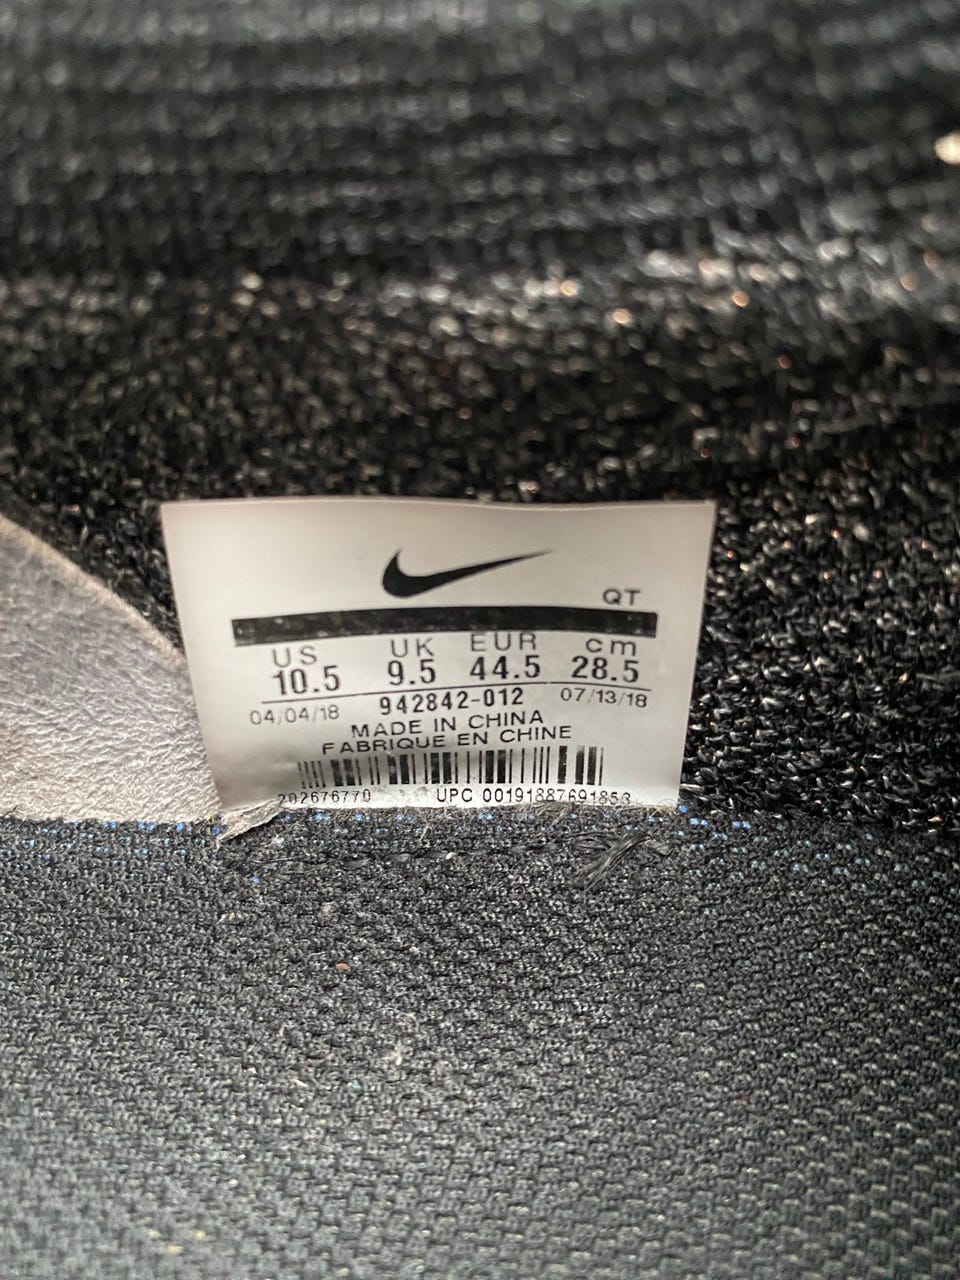 QT
US UK EUR cm
10.5 9.5 44.5 28.5
04/04/18 942842-012 07/13/18
MADE IN CHINA
FABRIQUE EN CHINE
202676770 UPC 00191887691853